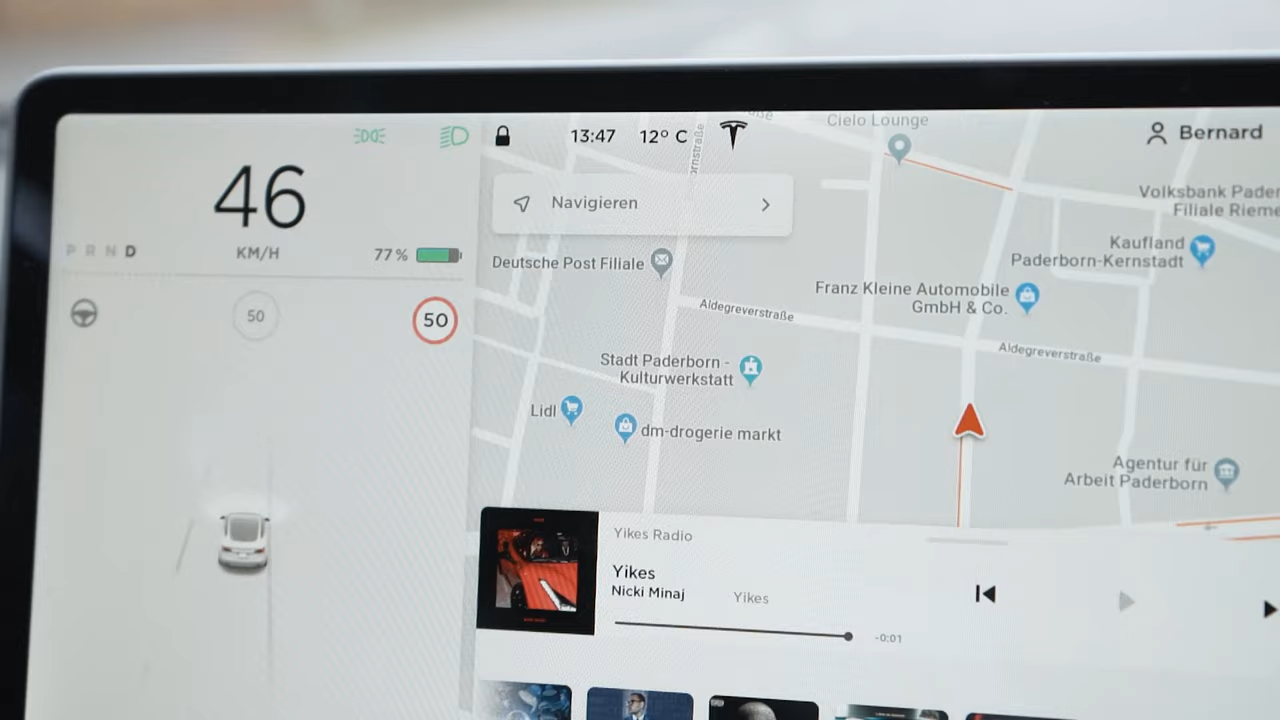 13:47 12° C
Bernard
46
KM/H
P R N D
77 %
50
50
Navigieren
Cielo Lounge
Volksbank Pader
Filiale Rieme
Kaufland
Paderborn-Kernstadt
Deutsche Post Filiale
Franz Kleine Automobile
GmbH & Co.
Aldegreverstraße
Aldegreverstraße
Stadt Paderborn -
Kulturwerkstatt
Lidl
dm-drogerie markt
Agentur für
Arbeit Paderborn
Yikes Radio
Yikes
Nicki Minaj Yikes
-0:01